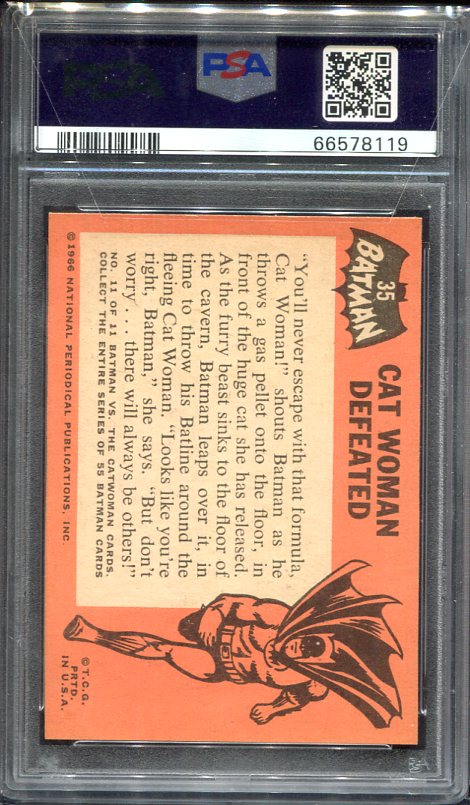 PSA
66578119
35
BATMAN
CAT WOMAN
DEFEATED
"You'll never escape with that formula,
Cat Woman!" shouts Batman as he
throws a gas pellet onto the floor, in
front of the huge cat she has released.
As the furry beast sinks to the floor of
the cavern, Batman leaps over it, in
time to throw his Batline around the
fleeing Cat Woman. "Looks like you're
right, Batman," she says. "But don't
worry . . . there will always be others!"
NO. 11 OF 11 BATMAN VS. THE CATWOMAN CARDS.
COLLECT THE ENTIRE SERIES OF 55 BATMAN CARDS
© 1966 NATIONAL PERIODICAL PUBLICATIONS, INC.
© T.C.G.
PRTD.
IN U.S.A.
PSA